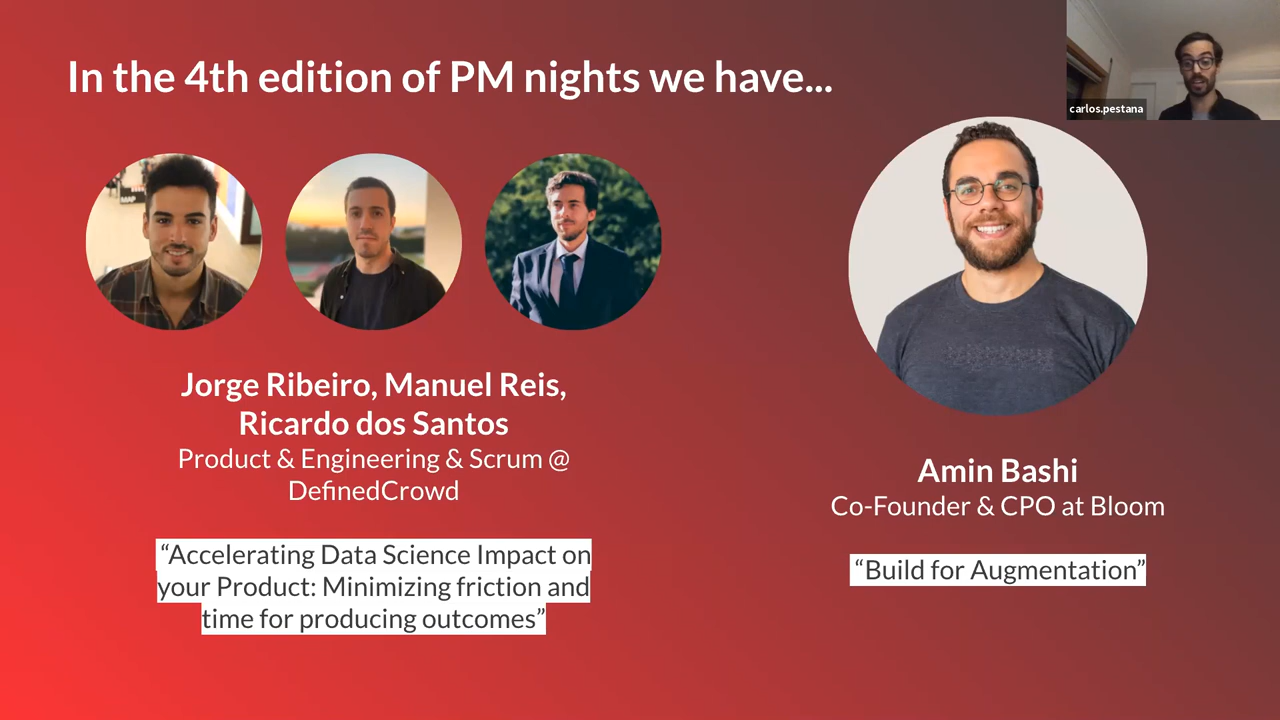 In the 4th edition of PM nights we have...
carlos.pestana
MAP
Jorge Ribeiro, Manuel Reis,
Ricardo dos Santos
Product & Engineering & Scrum @
DefinedCrowd
“Accelerating Data Science Impact on
your Product: Minimizing friction and
time for producing outcomes”
Amin Bashi
Co-Founder & CPO at Bloom
“Build for Augmentation”